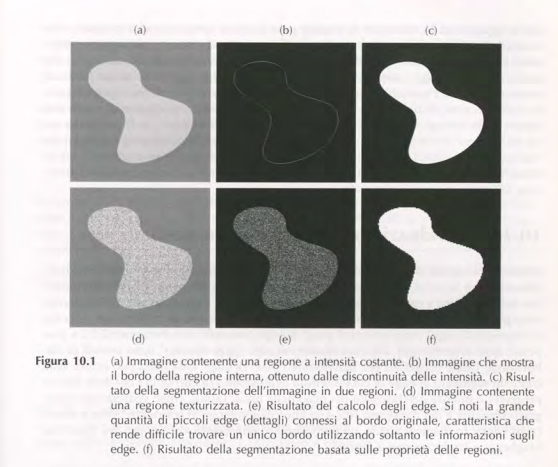 (a) (b) (c)
(d) (e) (f)
Figura 10.1 (a) Immagine contenente una regione a intensità costante. (b) Immagine che mostra
il bordo della regione interna, ottenuto dalle discontinuità delle intensità. (c) Risul-
tato della segmentazione dell'immagine in due regioni. (d) Immagine contenente
una regione texturizzata. (e) Risultato del calcolo degli edge. Si noti la grande
quantità di piccoli edge (dettagli) connessi al bordo originale, caratteristica che
rende difficile trovare un unico bordo utilizzando soltanto le informazioni sugli
edge. (f) Risultato della segmentazione basata sulle proprietà delle regioni.